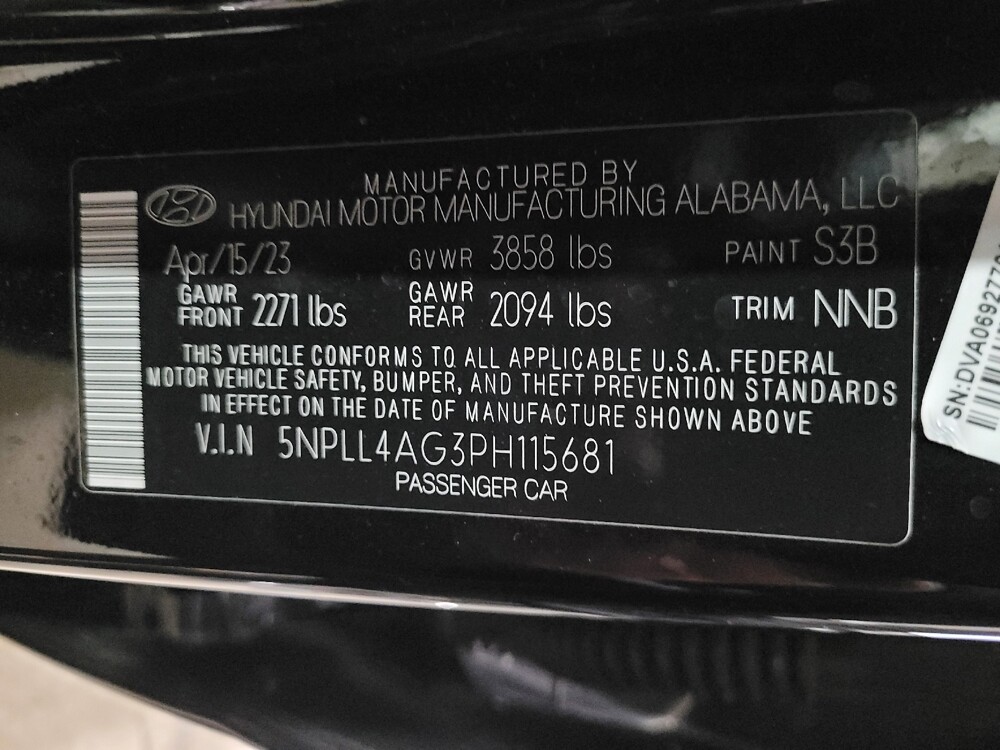 MANUFACTURED BY
HYUNDAI MOTOR MANUFACTURING ALABAMA, LLC
Apr/15/23 GVWR 3858 lbs PAINT S3B
GAWR FRONT 2271 lbs GAWR REAR 2094 lbs TRIM NNB
THIS VEHICLE CONFORMS TO ALL APPLICABLE U.S.A. FEDERAL
MOTOR VEHICLE SAFETY, BUMPER, AND THEFT PREVENTION STANDARDS
IN EFFECT ON THE DATE OF MANUFACTURE SHOWN ABOVE
V.I.N 5NPLL4AG3PH115681
PASSENGER CAR
SN:DVA069273